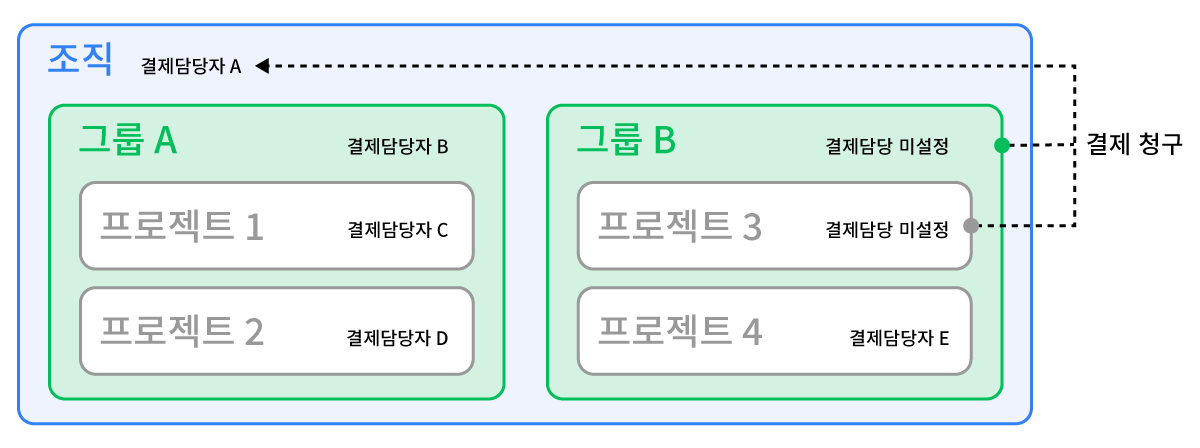 조직 결제담당자 A
그룹 A 결제담당자 B
프로젝트 1 결제담당자 C
프로젝트 2 결제담당자 D
그룹 B 결제담당 미설정
프로젝트 3 결제담당 미설정
프로젝트 4 결제담당자 E
결제 청구